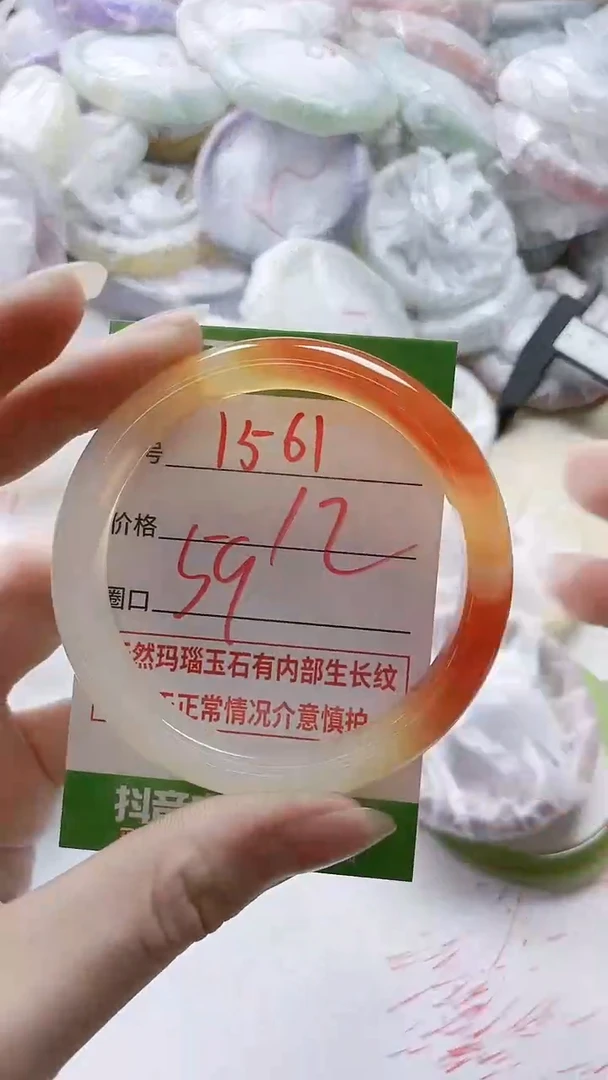 号 1561
价格 12
圈口 59
然玛瑙玉石有内部生长纹
正常情况介意慎护
抖音